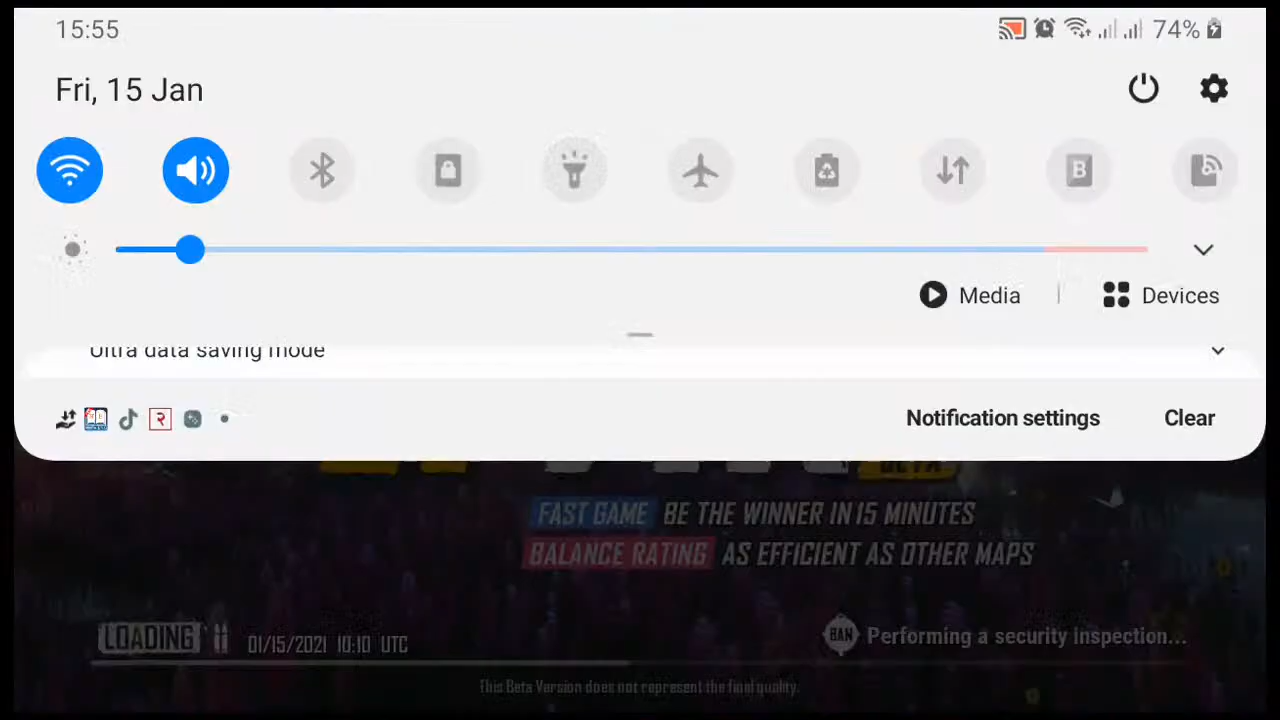 15:55
74%
Fri, 15 Jan
B
Media
Devices
Ultra data saving mode
Notification settings
Clear
BETA
FAST GAME BE THE WINNER IN 15 MINUTES
BALANCE RATING AS EFFICIENT AS OTHER MAPS
LOADING 01/15/2021 10:10 UTC
BAN Performing a security inspection...
This Beta Version does not represent the final quality.